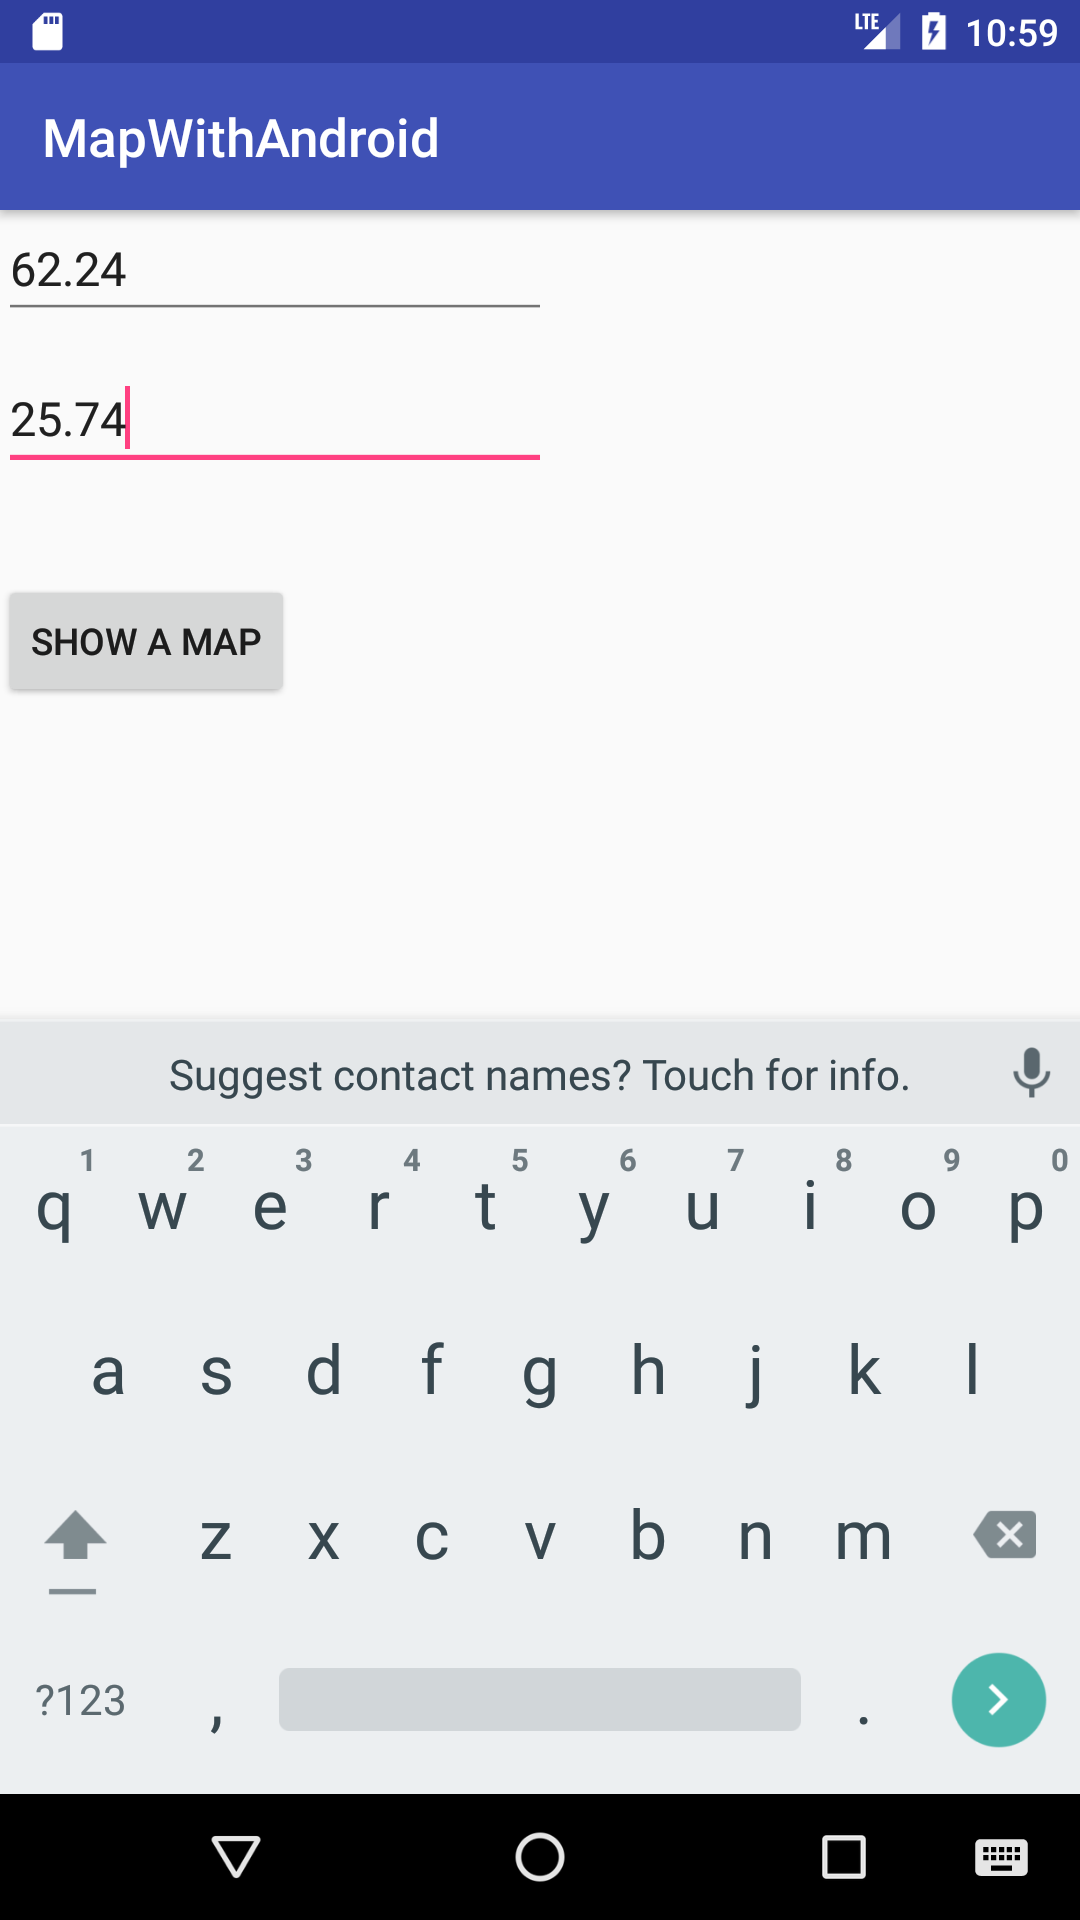 LTE 10:59
MapWithAndroid
62.24
25.74
SHOW A MAP
Suggest contact names? Touch for info.
1 2 3 4 5 6 7 8 9 0
q w e r t y u i o p
a s d f g h j k l
z x c v b n m
?123 , .